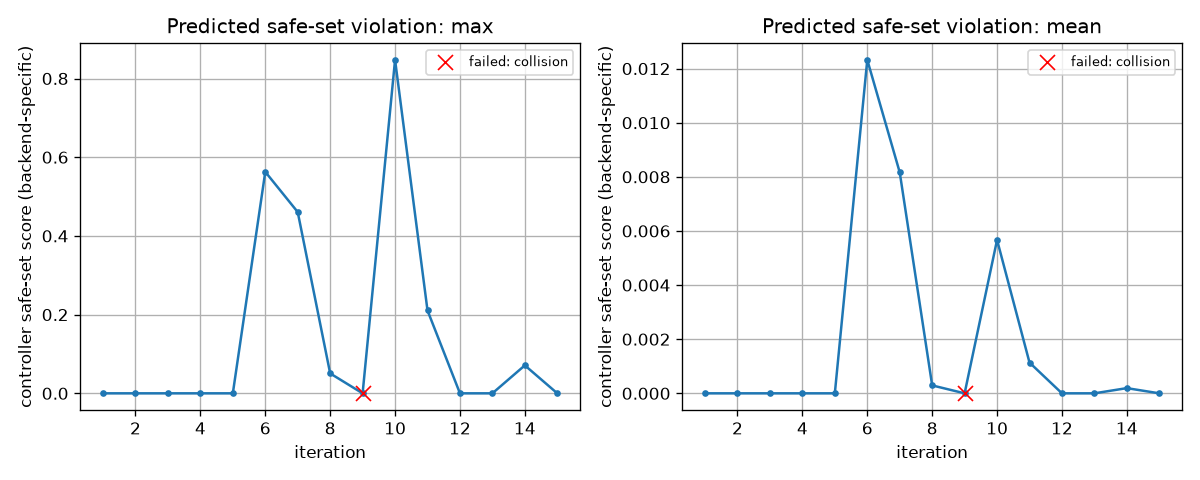 Predicted safe-set violation: max
controller safe-set score (backend-specific)
0.8
0.6
0.4
0.2
0.0
2 4 6 8 10 12 14
iteration
failed: collision
Predicted safe-set violation: mean
controller safe-set score (backend-specific)
0.012
0.010
0.008
0.006
0.004
0.002
0.000
2 4 6 8 10 12 14
iteration
failed: collision